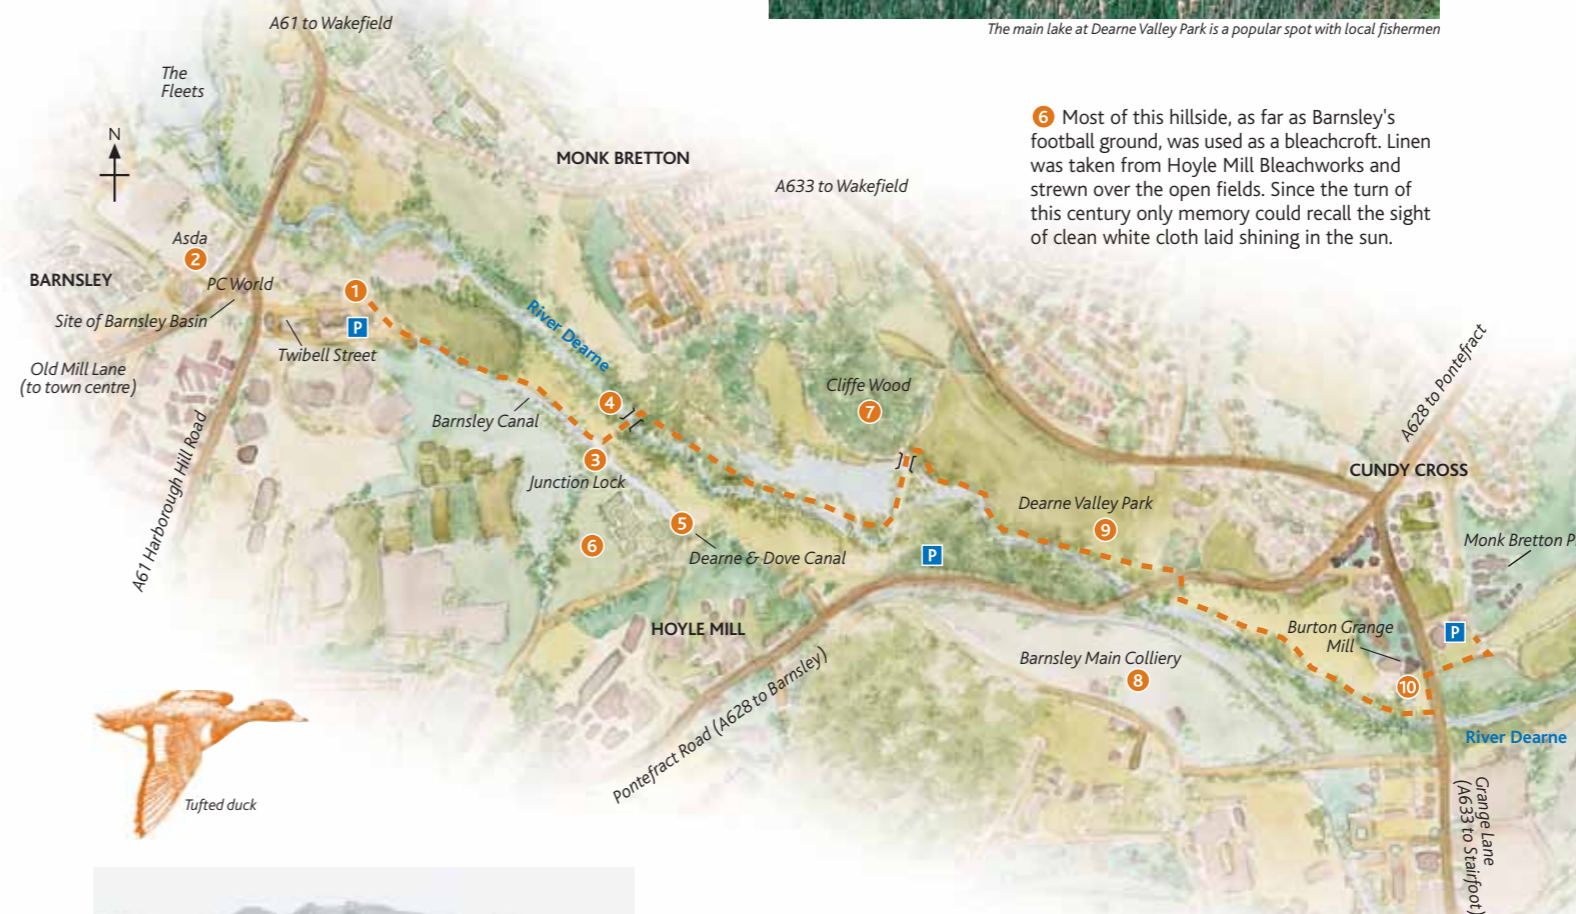 The main lake at Dearne Valley Park is a popular spot with local fishermen
6 Most of this hillside, as far as Barnsley's
football ground, was used as a bleachcroft. Linen
was taken from Hoyle Mill Bleachworks and
strewn over the open fields. Since the turn of
this century only memory could recall the sight
of clean white cloth laid shining in the sun.
A61 to Wakefield
The
Fleets
N
MONK BRETTON
A633 to Wakefield
Asda
2
BARNSLEY
PC World
1
Site of Barnsley Basin
P
Twibell Street
Old Mill Lane
(to town centre)
River Dearne
A61 Harborough Hill Road
Barnsley Canal
4
Cliffe Wood
7
3
Junction Lock
A628 to Pontefract
CUNDY CROSS
5
6
Dearne & Dove Canal
P
Dearne Valley Park
9
Monk Bretton P
HOYLE MILL
Pontefract Road (A628 to Barnsley)
Barnsley Main Colliery
8
Burton Grange
Mill
P
10
River Dearne
Grange Lane
(A633 to Stairfoot)
Tufted duck